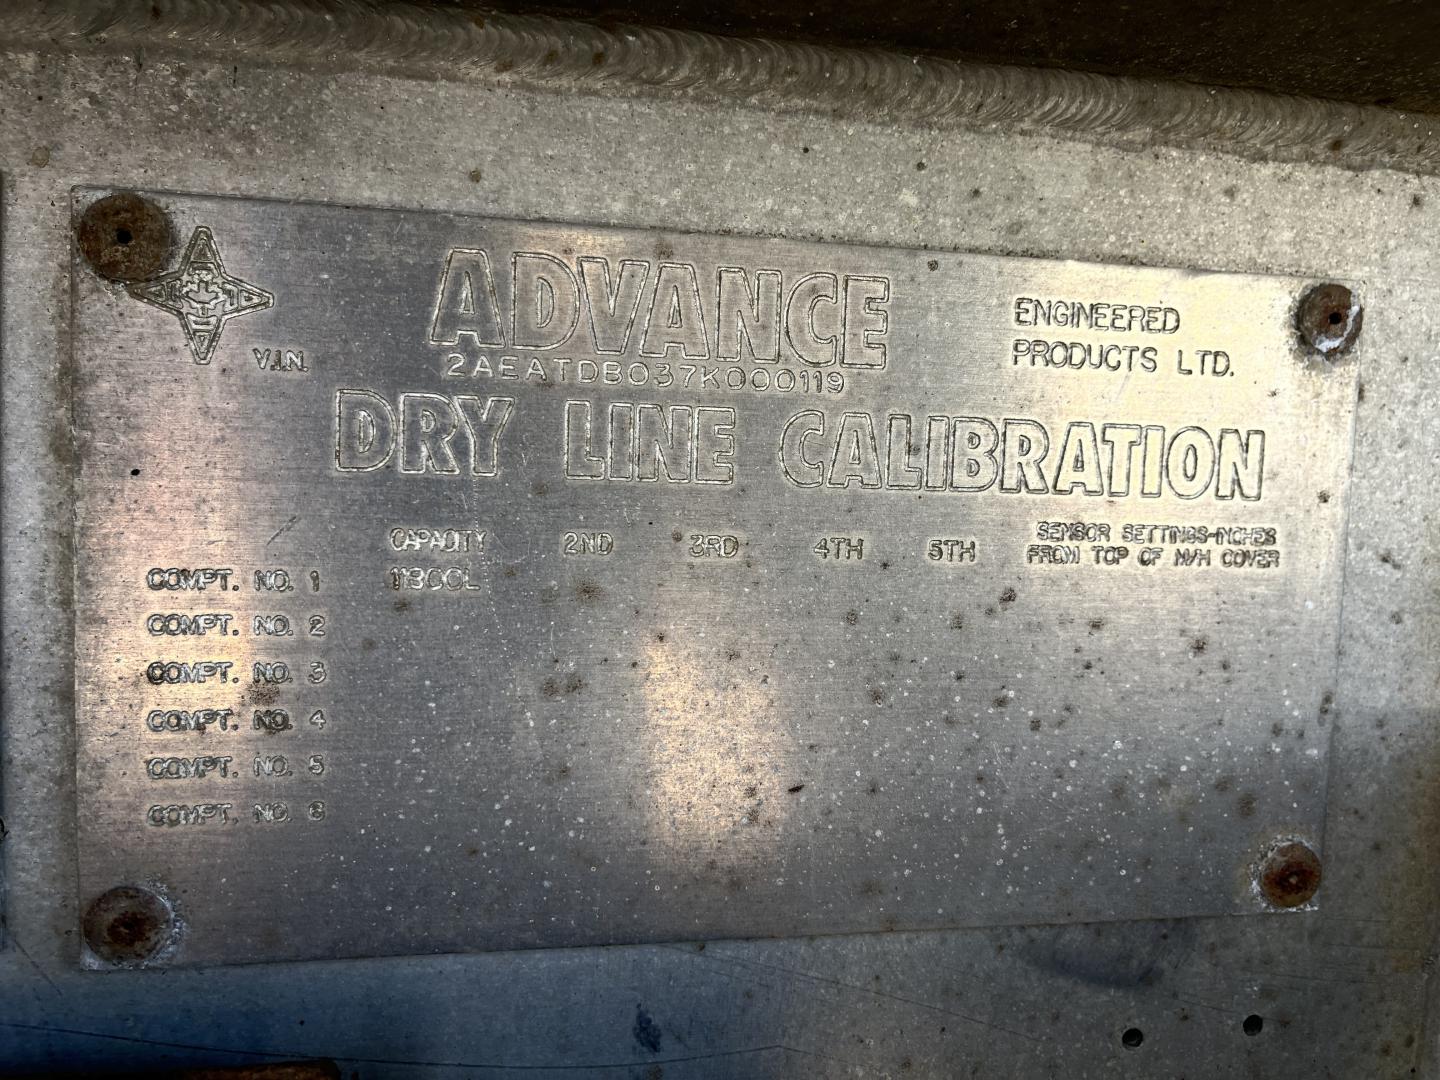 ADVANCE
ENGINEERED
PRODUCTS LTD.
V.I.N. 2AEATDB037K000119
DRY LINE CALIBRATION
CAPACITY 2ND 3RD 4TH 5TH SENSOR SETTINGS-INCHES
FROM TOP OF M/H COVER
COMPT. NO. 1 11300L
COMPT. NO. 2
COMPT. NO. 3
COMPT. NO. 4
COMPT. NO. 5
COMPT. NO. 6